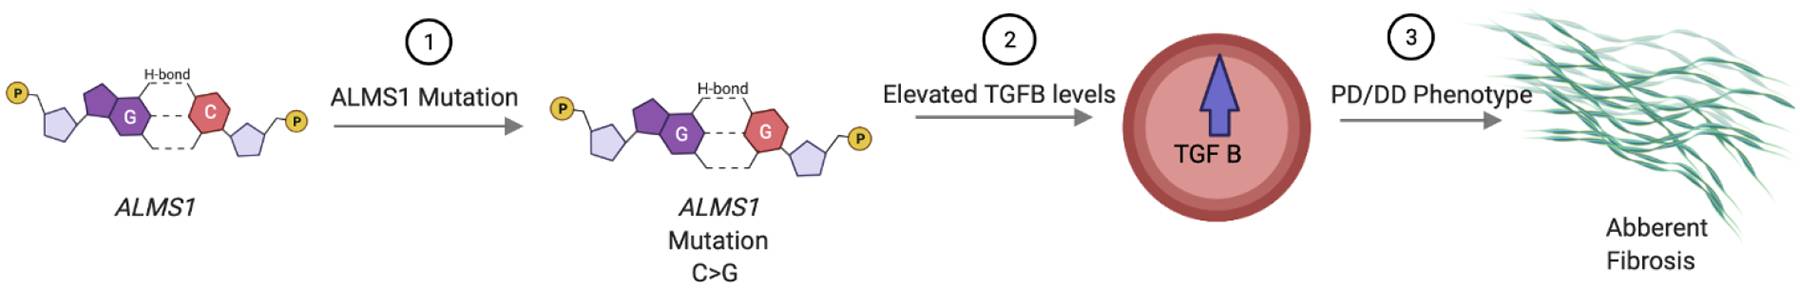 1
2
3
H-bond
P
G
C
P
ALMS1
ALMS1 Mutation
H-bond
P
G
G
P
ALMS1
Mutation
C>G
Elevated TGFB levels
TGF B
PD/DD Phenotype
Abberent
Fibrosis